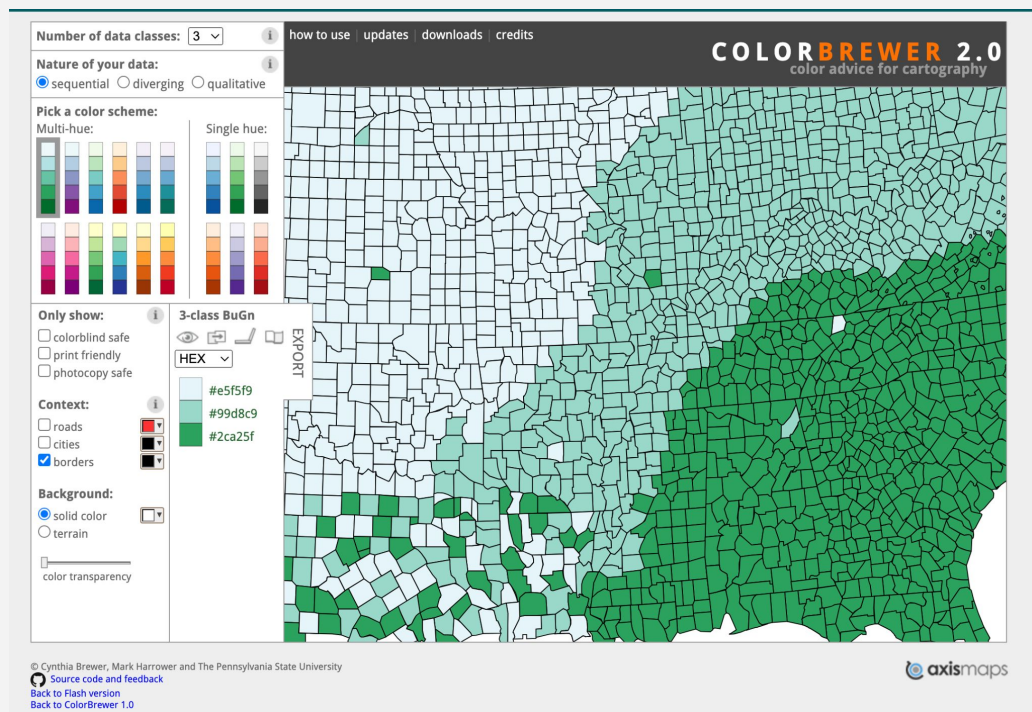 Number of data classes: 3 i
how to use | updates | downloads | credits
COLORBREWER 2.0
color advice for cartography
Nature of your data: i
sequential diverging qualitative
Pick a color scheme:
Multi-hue: Single hue:
Only show: i
colorblind safe
print friendly
photocopy safe
Context: i
roads
cities
borders
Background:
solid color
terrain
color transparency
3-class BuGn
EXPORT
HEX
#e5f5f9
#99d8c9
#2ca25f
© Cynthia Brewer, Mark Harrower and The Pennsylvania State University
Source code and feedback
Back to Flash version
Back to ColorBrewer 1.0
axismaps